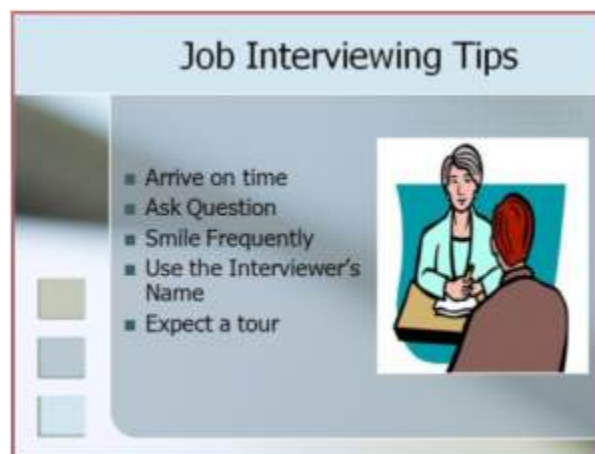 Job Interviewing Tips
Arrive on time
Ask Question
Smile Frequently
Use the Interviewer's
Name
Expect a tour